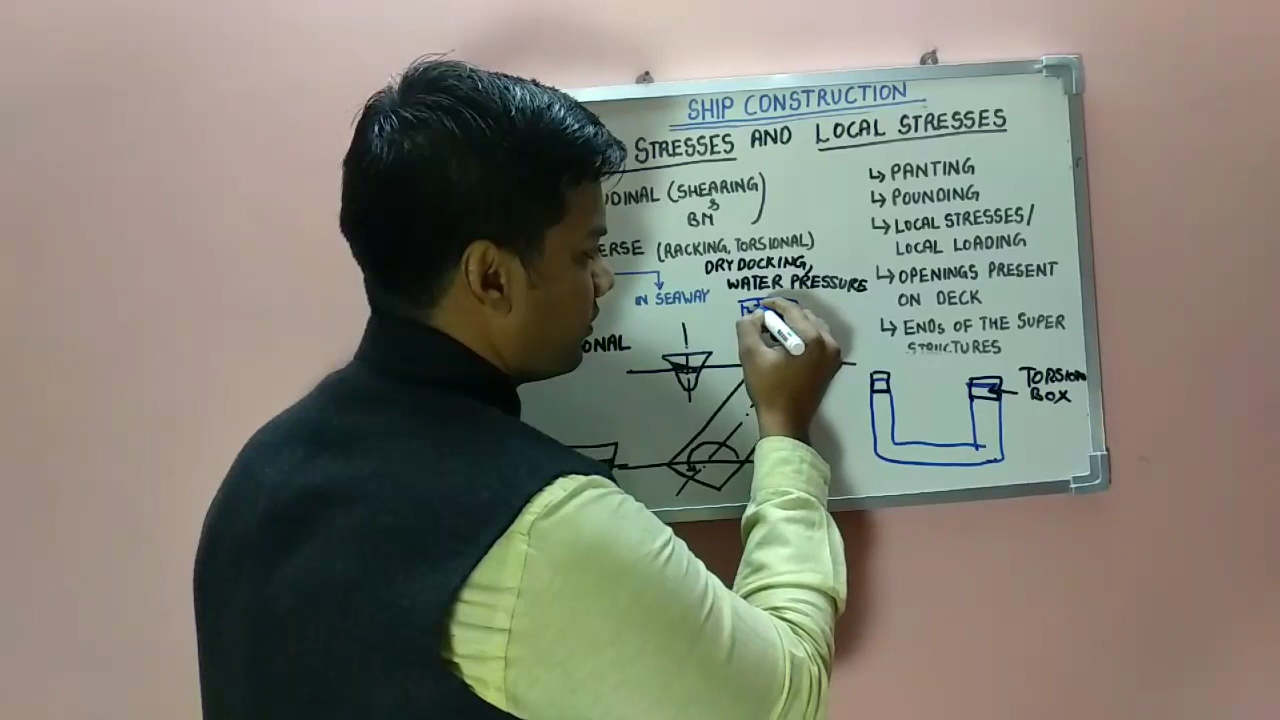 SHIP CONSTRUCTION
STRESSES AND LOCAL STRESSES
DINAL (SHEARING
&
BM)
ERSE (RACKING, TORSIONAL)
DRY DOCKING,
WATER PRESSURE
IN SEAWAY
ONAL
↳ PANTING
↳ POUNDING
↳ LOCAL STRESSES/
LOCAL LOADING
↳ OPENINGS PRESENT
ON DECK
↳ ENDs OF THE SUPER
STRUCTURES
TORSION
BOX